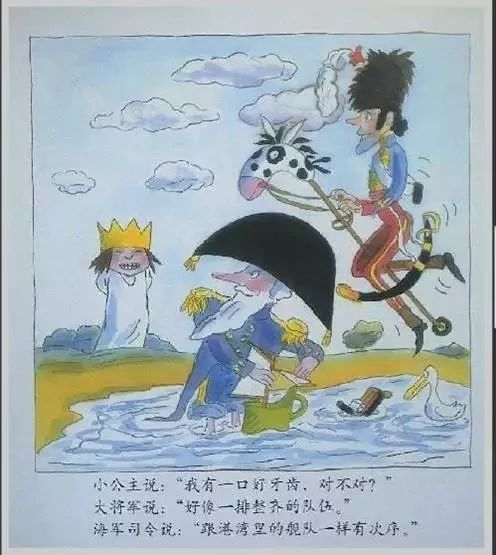 小公主说：“我有一口好牙齿，对不对？”
大将军说：“好像一排整齐的队伍。”
海军司令说：“跟港湾里的舰队一样有次序。”